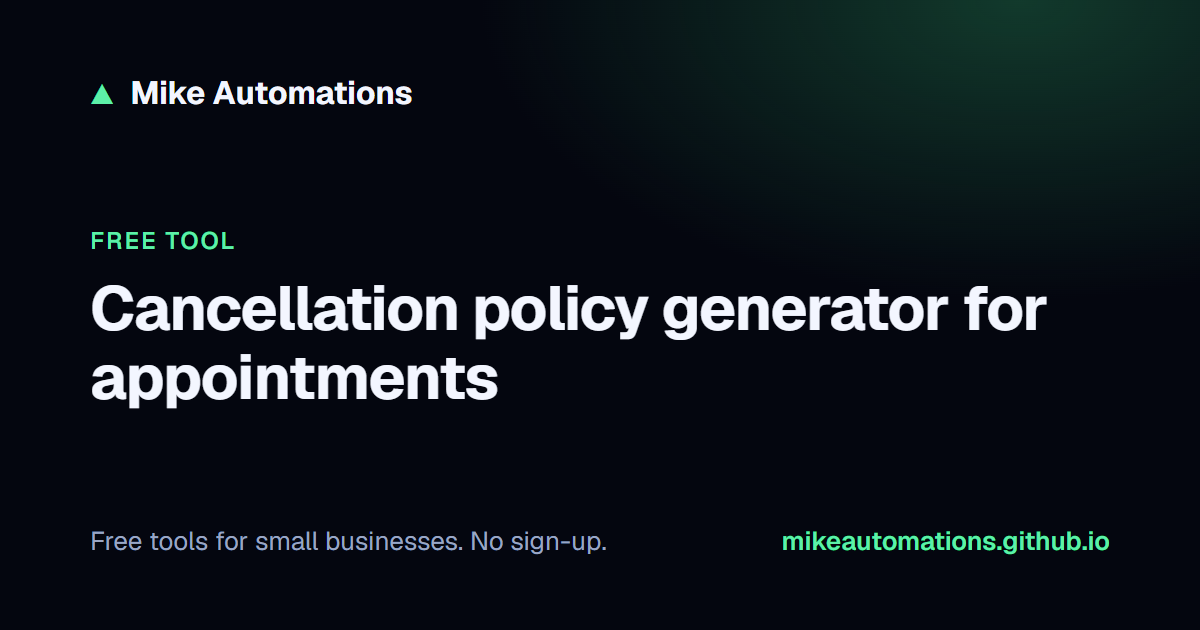 Mike Automations
FREE TOOL
Cancellation policy generator for
appointments
Free tools for small businesses. No sign-up.
mikeautomations.github.io